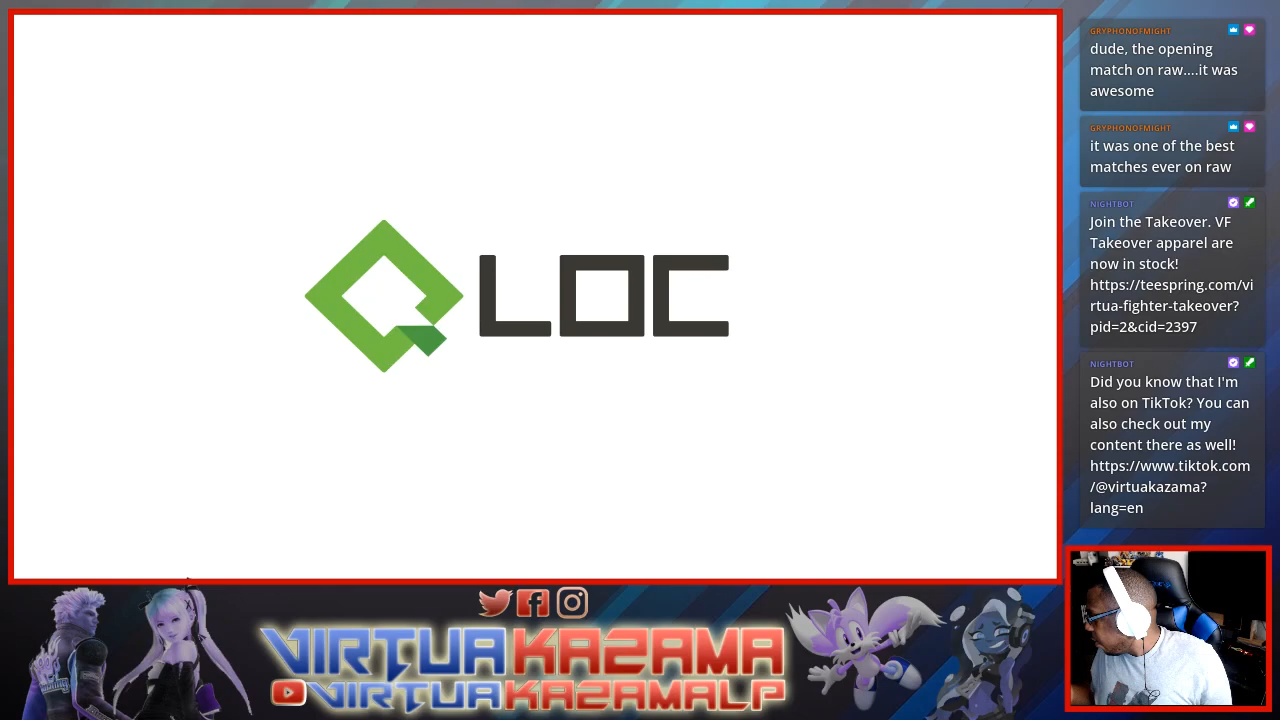 QLOC
GRYPHONOFMIGHT
dude, the opening
match on raw....it was
awesome
GRYPHONOFMIGHT
it was one of the best
matches ever on raw
NIGHTBOT
Join the Takeover. VF
Takeover apparel are
now in stock!
https://teespring.com/vi
rtua-fighter-takeover?
pid=2&cid=2397
NIGHTBOT
Did you know that I'm
also on TikTok? You can
also check out my
content there as well!
https://www.tiktok.com
/@virtuakazama?
lang=en
VIRTUAKAZAMA
VIRTUAKAZAMALP